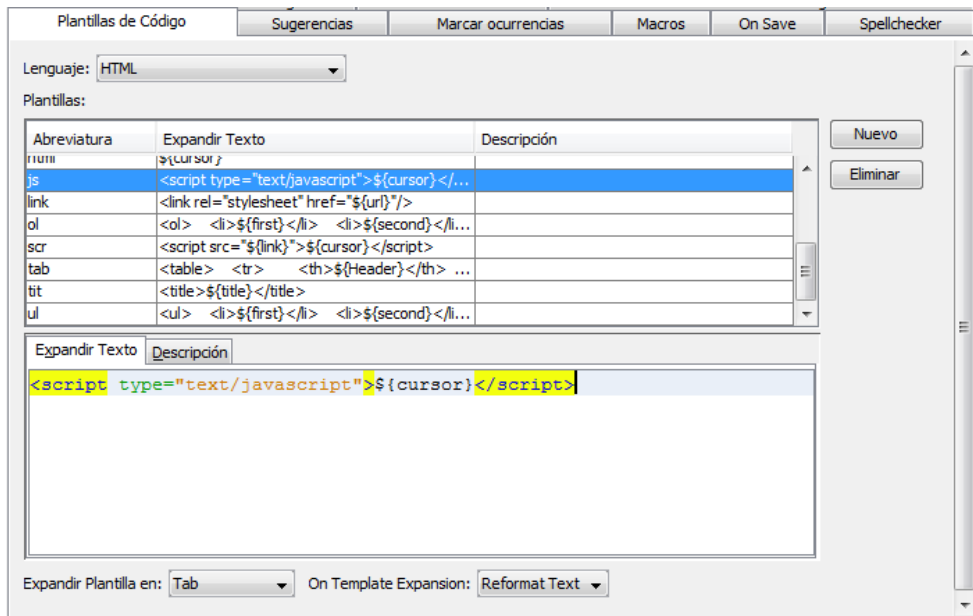 Plantillas de Código Sugerencias Marcar ocurrencias Macros On Save Spellchecker
Lenguaje: HTML
Plantillas:
Abreviatura Expandir Texto Descripción Nuevo
html ${cursor}
js <script type="text/javascript">${cursor}</... Eliminar
link <link rel="stylesheet" href="${url}"/>
ol <ol> <li>${first}</li> <li>${second}</li...
scr <script src="${link}">${cursor}</script>
tab <table> <tr> <th>${Header}</th> ...
tit <title>${title}</title>
ul <ul> <li>${first}</li> <li>${second}</li...
Expandir Texto Descripción
<script type="text/javascript">${cursor}</script>
Expandir Plantilla en: Tab On Template Expansion: Reformat Text